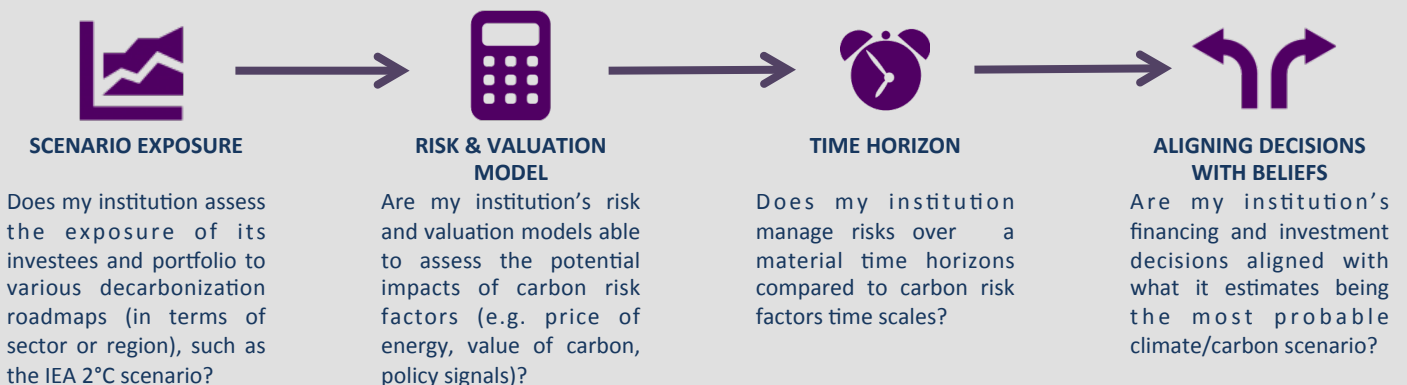 SCENARIO EXPOSURE
Does my institution assess
the exposure of its
investees and portfolio to
various decarbonization
roadmaps (in terms of
sector or region), such as
the IEA 2°C scenario?
RISK & VALUATION
MODEL
Are my institution's risk
and valuation models able
to assess the potential
impacts of carbon risk
factors (e.g. price of
energy, value of carbon,
policy signals)?
TIME HORIZON
Does my institution
manage risks over a
material time horizons
compared to carbon risk
factors time scales?
ALIGNING DECISIONS
WITH BELIEFS
Are my institution's
financing and investment
decisions aligned with
what it estimates being
the most probable
climate/carbon scenario?